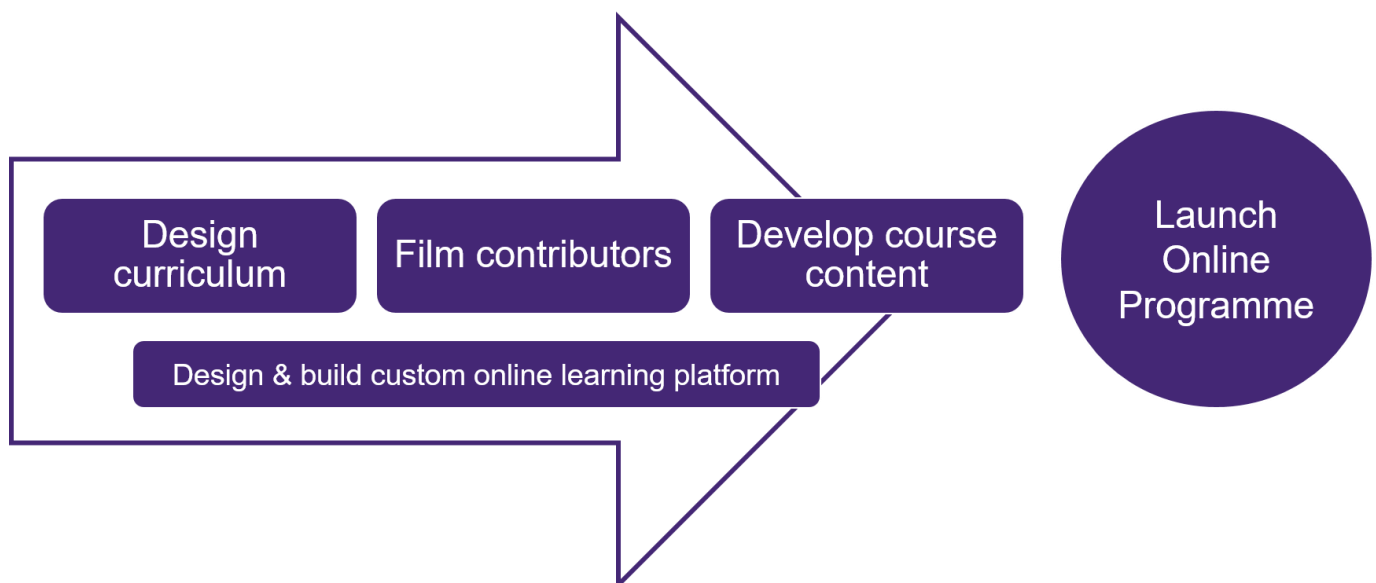 Design
curriculum
Film contributors
Develop course
content
Design & build custom online learning platform
Launch
Online
Programme